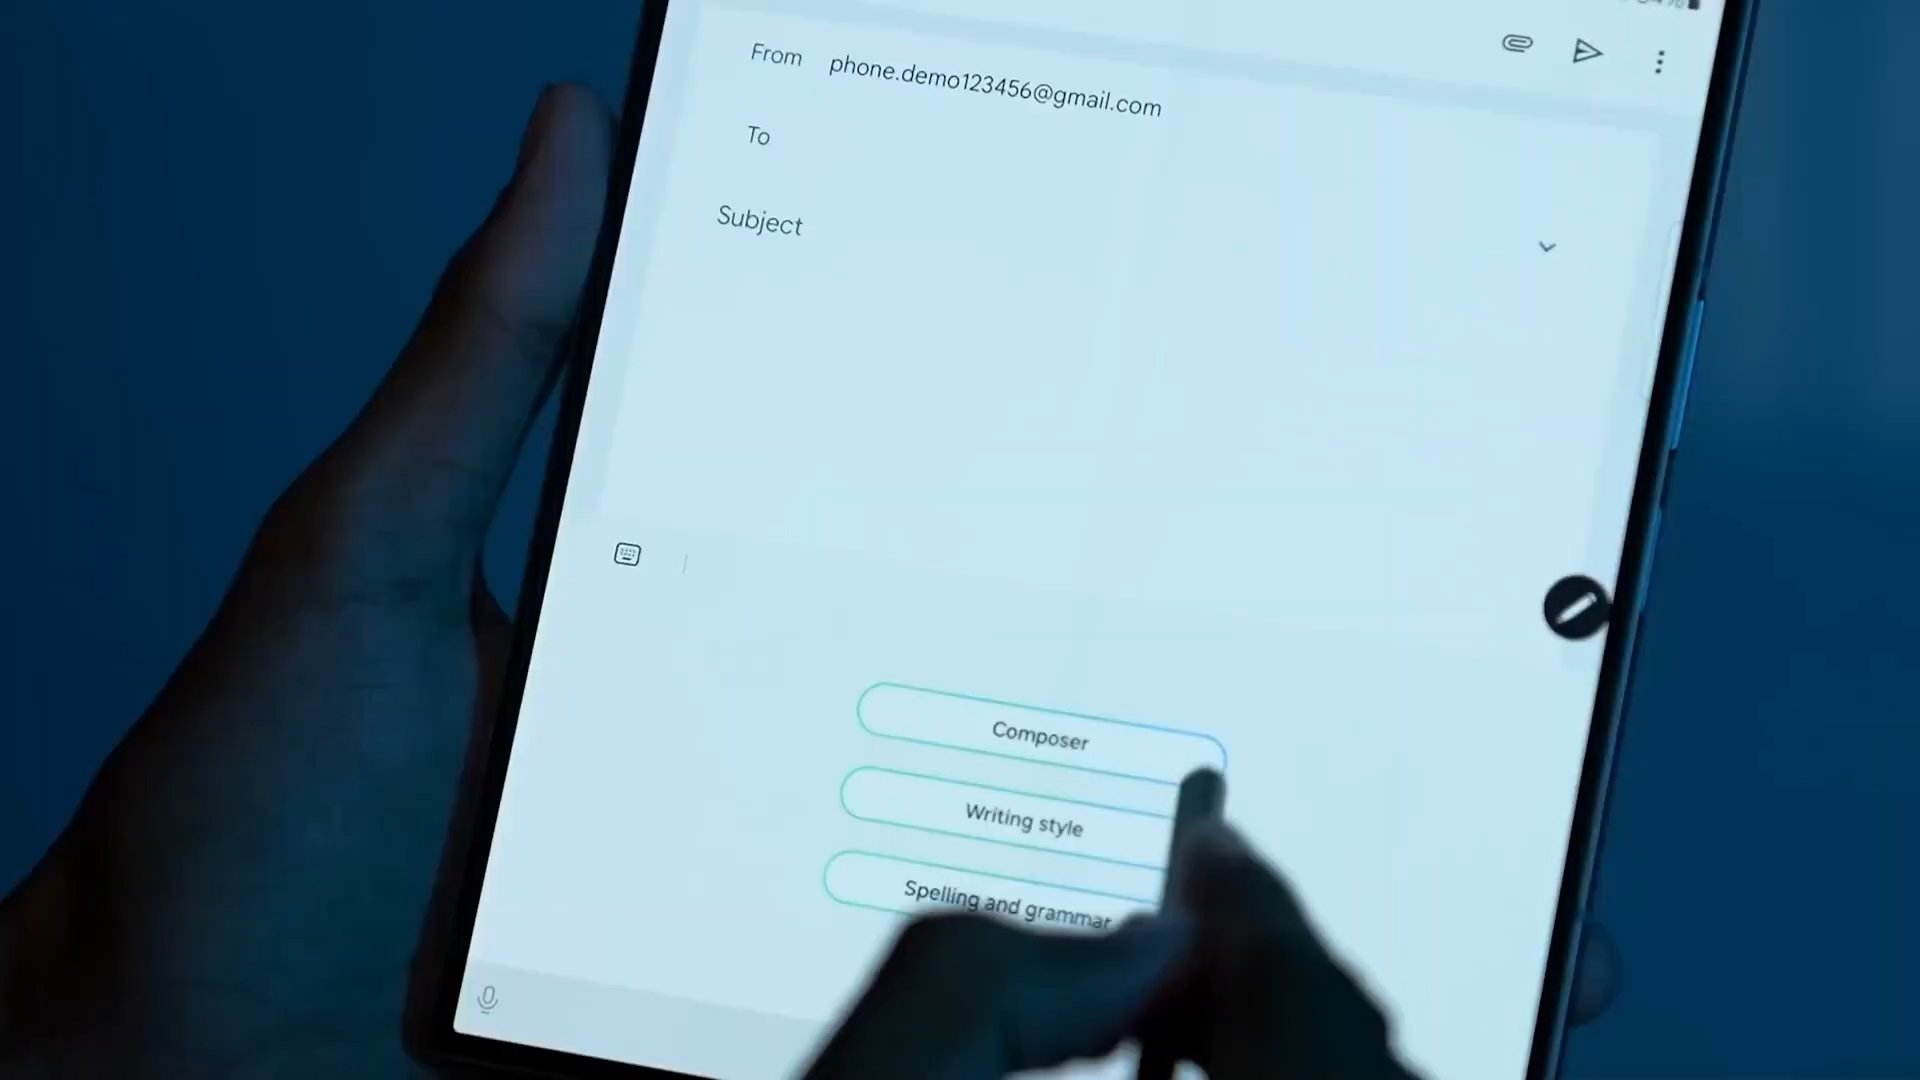 From phone.demo123456@gmail.com
To
Subject
Composer
Writing style
Spelling and grammar